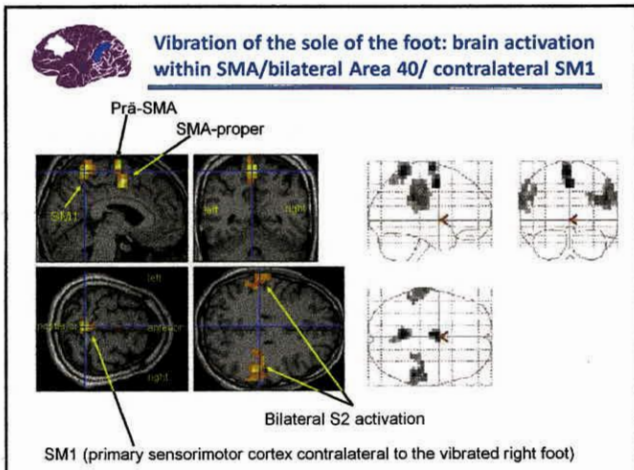 Vibration of the sole of the foot: brain activation
within SMA/bilateral Area 40/ contralateral SM1
Prä-SMA
SMA-proper
SIM1
left
right
left
posterior
anterior
right
Bilateral S2 activation
SM1 (primary sensorimotor cortex contralateral to the vibrated right foot)